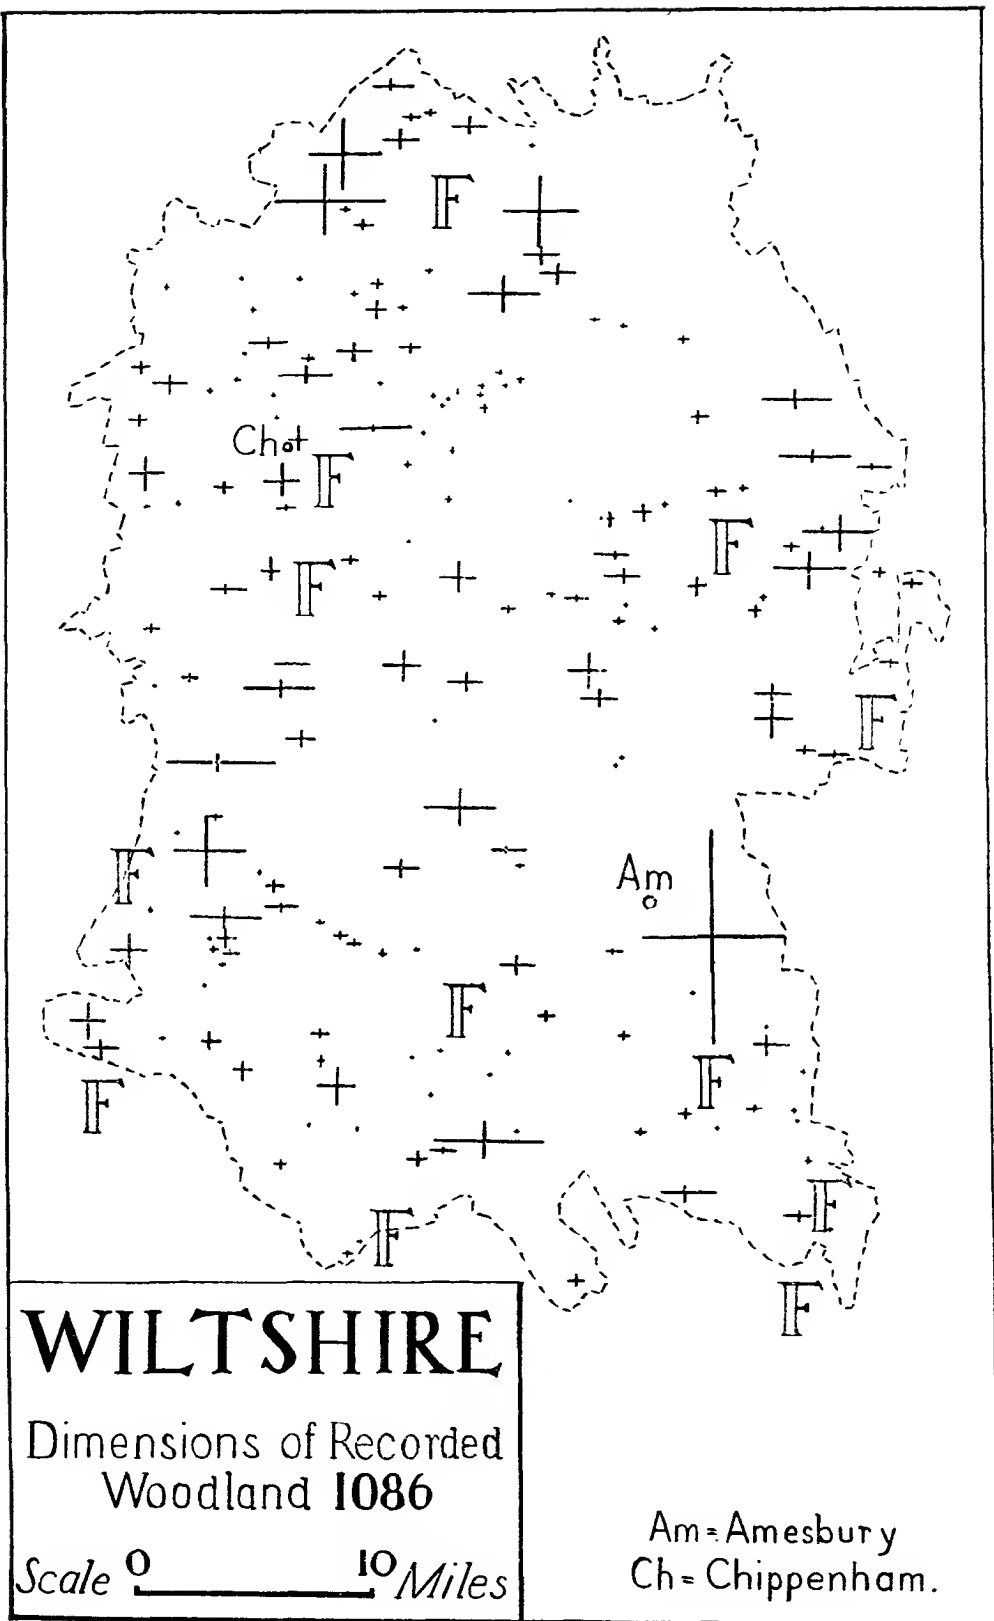 F
F
Ch
F
F
F
F
F
Am
F
F
F
F
F
F
WILTSHIRE
Dimensions of Recorded
Woodland 1086
Scale 0 10 Miles
Am = Amesbury
Ch = Chippenham.